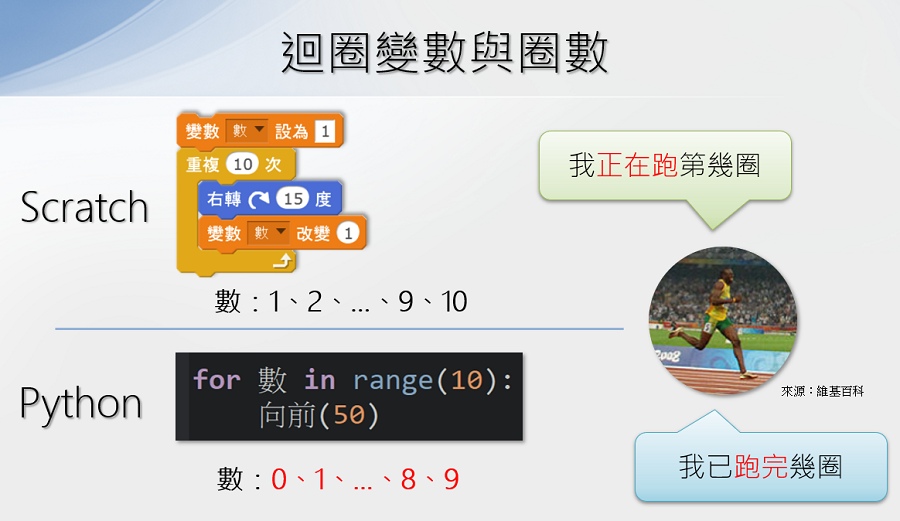 迴圈變數與圈數
Scratch
變數 數 設為 1
重複 10 次
右轉 15 度
變數 數 改變 1
數:1、2、...、9、10
我正在跑第幾圈
2008
來源:維基百科
Python
for 數 in range(10):
向前(50)
數:0、1、...、8、9
我已跑完幾圈